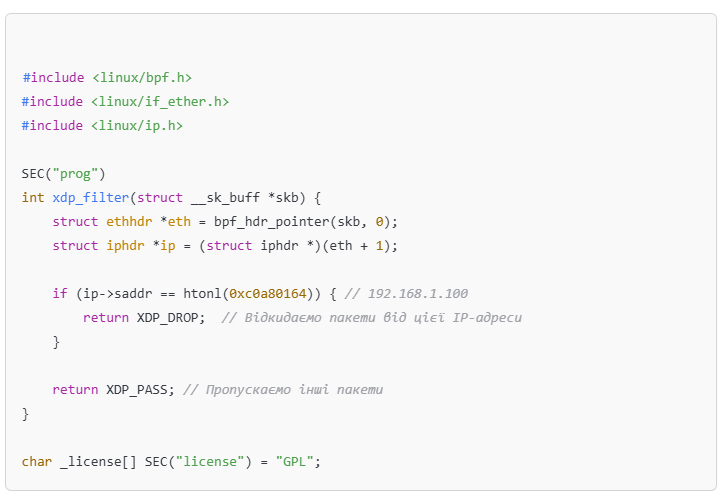 #include <linux/bpf.h>
#include <linux/if_ether.h>
#include <linux/ip.h>
SEC("prog")
int xdp_filter(struct __sk_buff *skb) {
    struct ethhdr *eth = bpf_hdr_pointer(skb, 0);
    struct iphdr *ip = (struct iphdr *)(eth + 1);
    if (ip->saddr == htonl(0xc0a80164)) { // 192.168.1.100
        return XDP_DROP;  // Відкидаємо пакети від цієї IP-адреси
    }
    return XDP_PASS; // Пропускаємо інші пакети
}
char _license[] SEC("license") = "GPL";